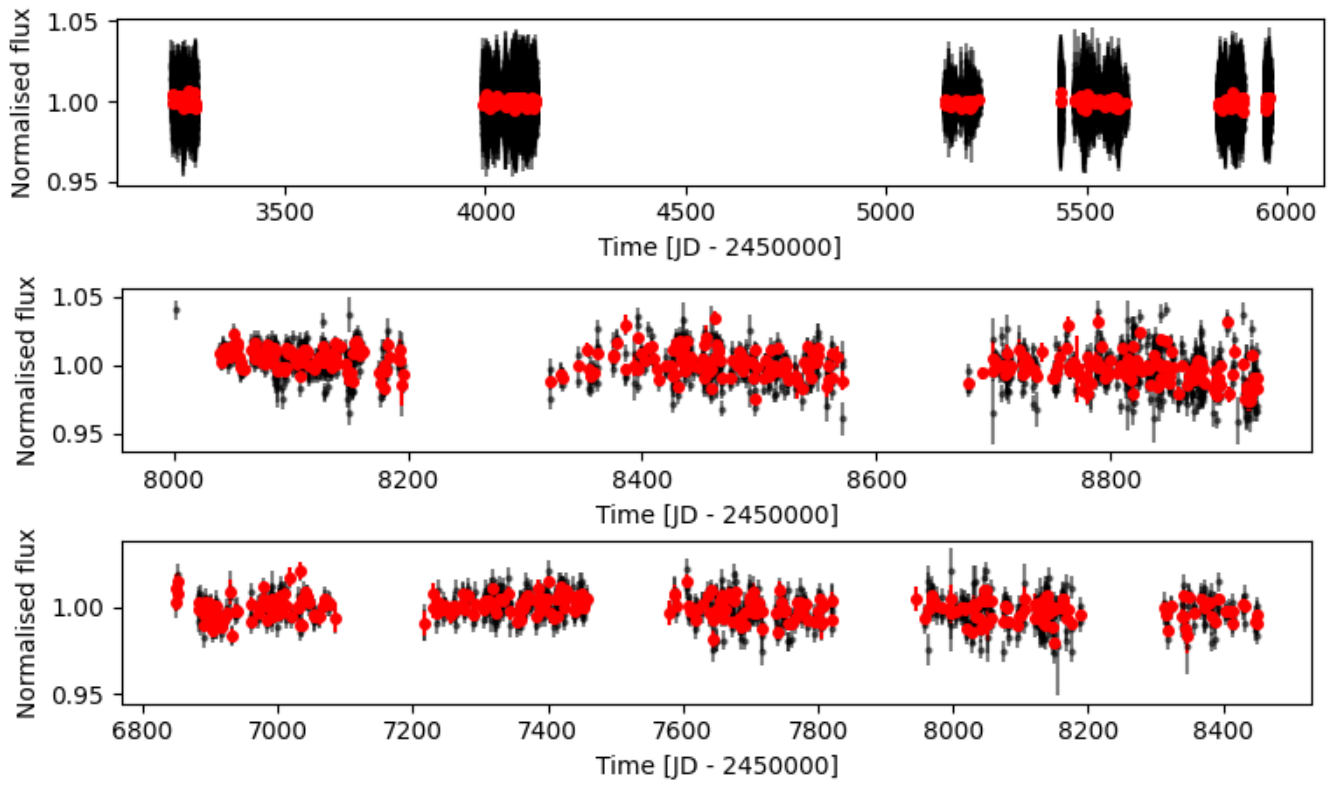 Normalised flux
1.05
1.00
0.95
3500 4000 4500 5000 5500 6000
Time [JD - 2450000]
Normalised flux
1.05
1.00
0.95
8000 8200 8400 8600 8800
Time [JD - 2450000]
Normalised flux
1.00
0.95
6800 7000 7200 7400 7600 7800 8000 8200 8400
Time [JD - 2450000]